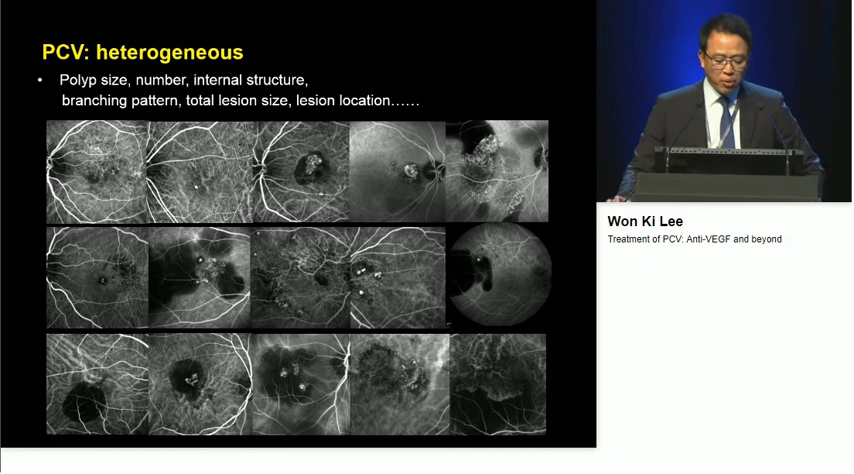 PCV: heterogeneous
• Polyp size, number, internal structure,
branching pattern, total lesion size, lesion location……
Won Ki Lee
Treatment of PCV: Anti-VEGF and beyond